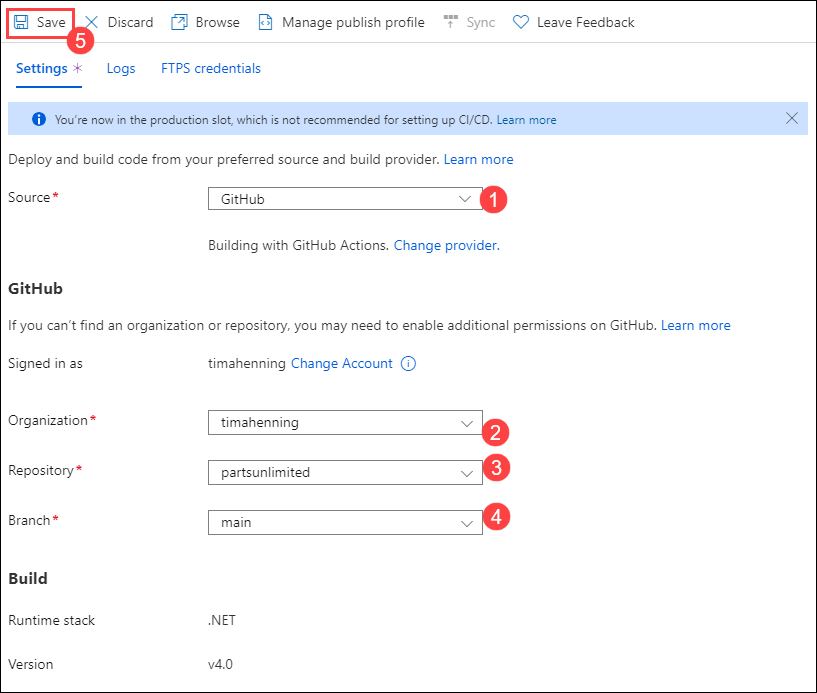 Save Discard Browse Manage publish profile Sync Leave Feedback
5
Settings * Logs FTPS credentials
You're now in the production slot, which is not recommended for setting up CI/CD. Learn more
Deploy and build code from your preferred source and build provider. Learn more
Source* GitHub 1
Building with GitHub Actions. Change provider.
GitHub
If you can't find an organization or repository, you may need to enable additional permissions on GitHub. Learn more
Signed in as timahenning Change Account
Organization* timahenning 2
Repository* partsunlimited 3
Branch* main 4
Build
Runtime stack .NET
Version v4.0